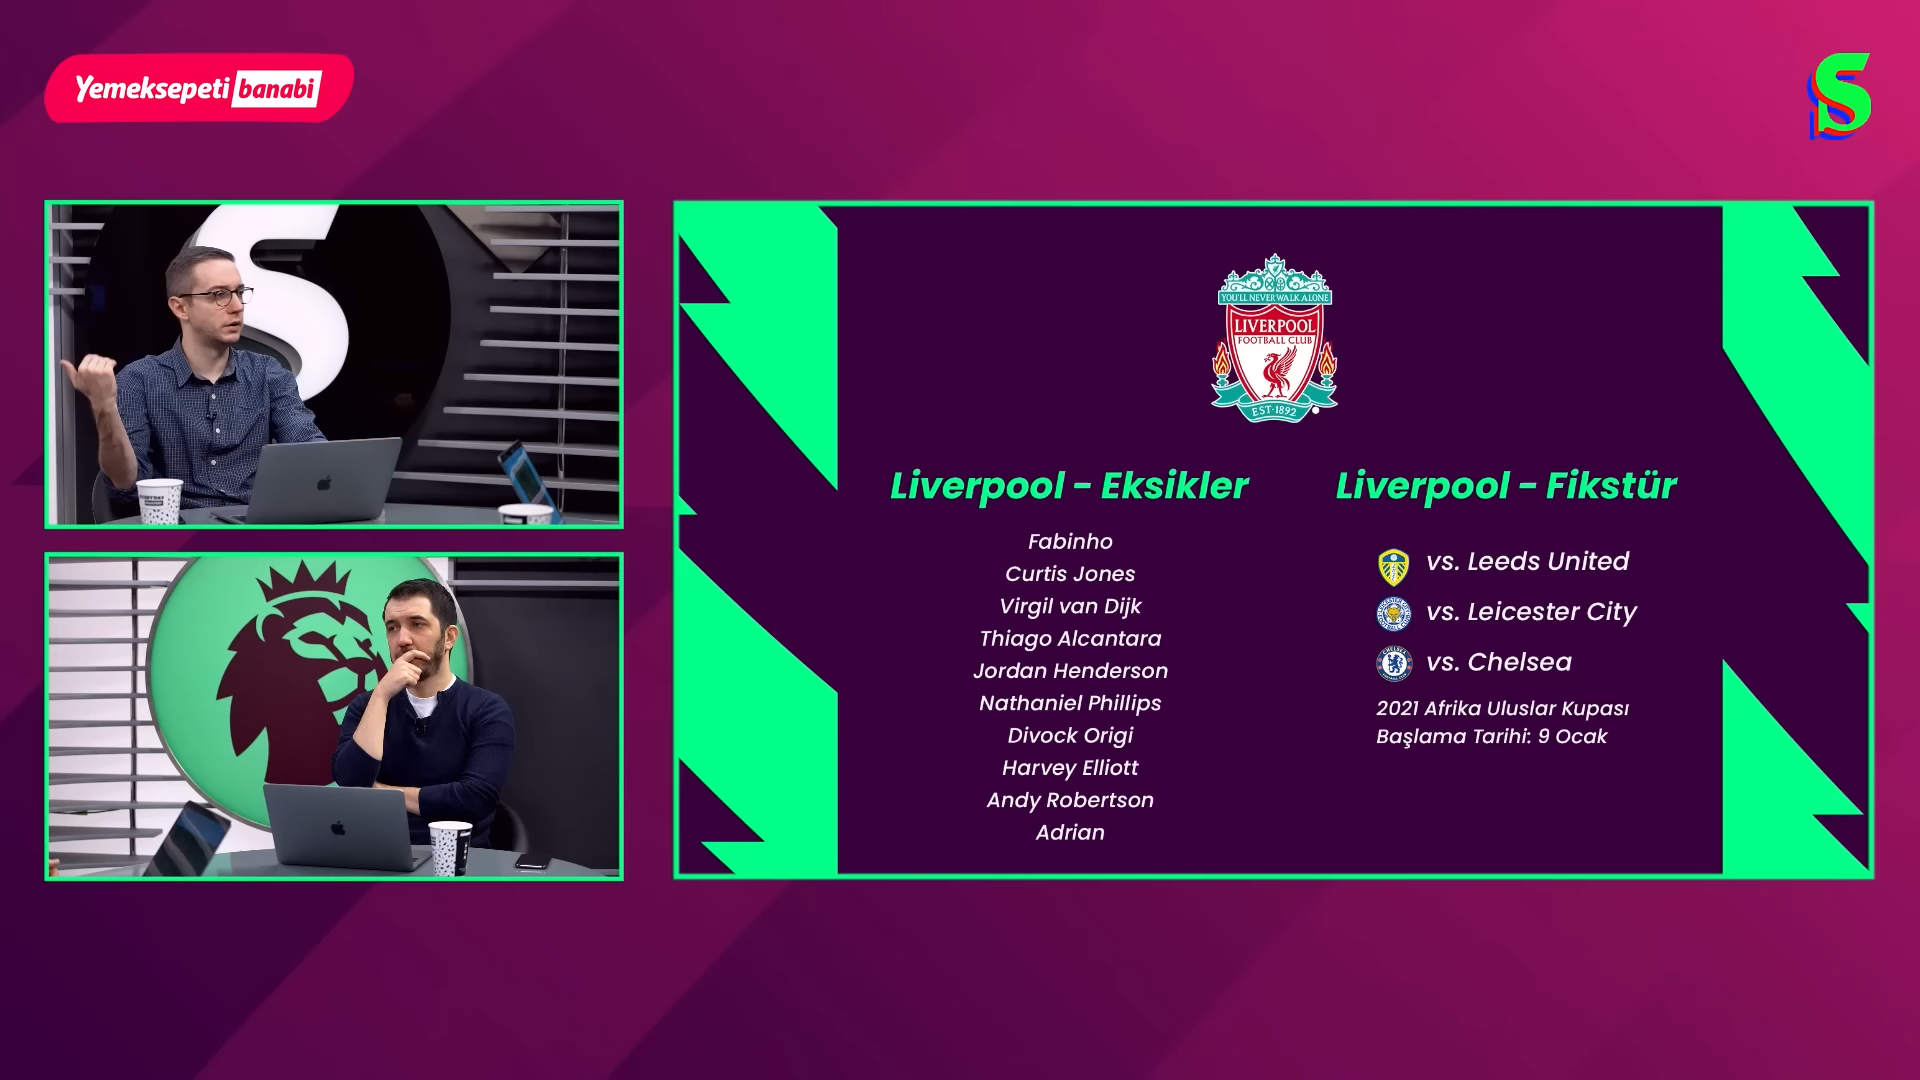 Yemeksepeti banabi
YOU'LL NEVER WALK ALONE
LIVERPOOL
FOOTBALL CLUB
EST·1892
Liverpool - Eksikler
Fabinho
Curtis Jones
Virgil van Dijk
Thiago Alcantara
Jordan Henderson
Nathaniel Phillips
Divock Origi
Harvey Elliott
Andy Robertson
Adrian
Liverpool - Fikstür
vs. Leeds United
vs. Leicester City
vs. Chelsea
2021 Afrika Uluslar Kupası
Başlama Tarihi: 9 Ocak